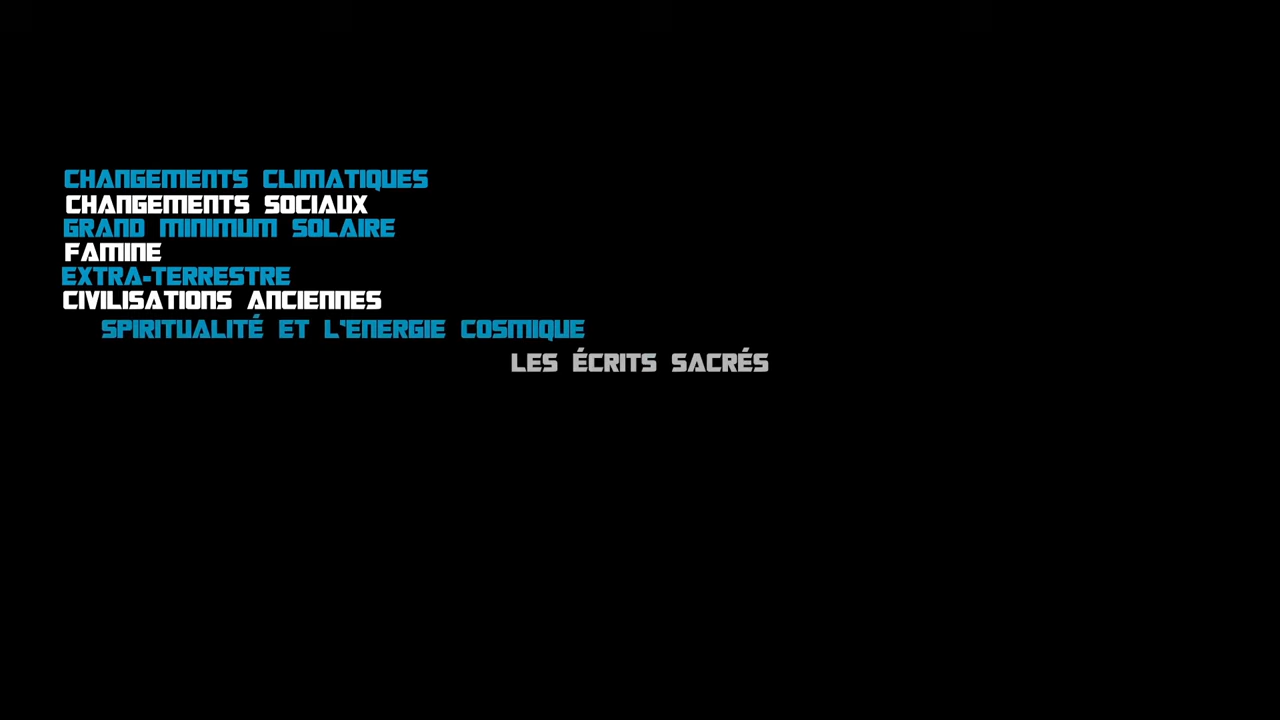 CHANGEMENTS CLIMATIQUES
CHANGEMENTS SOCIAUX
GRAND MINIMUM SOLAIRE
FAMINE
EXTRA-TERRESTRE
CIVILISATIONS ANCIENNES
SPIRITUALITÉ ET L'ENERGIE COSMIQUE
LES ÉCRITS SACRÉS